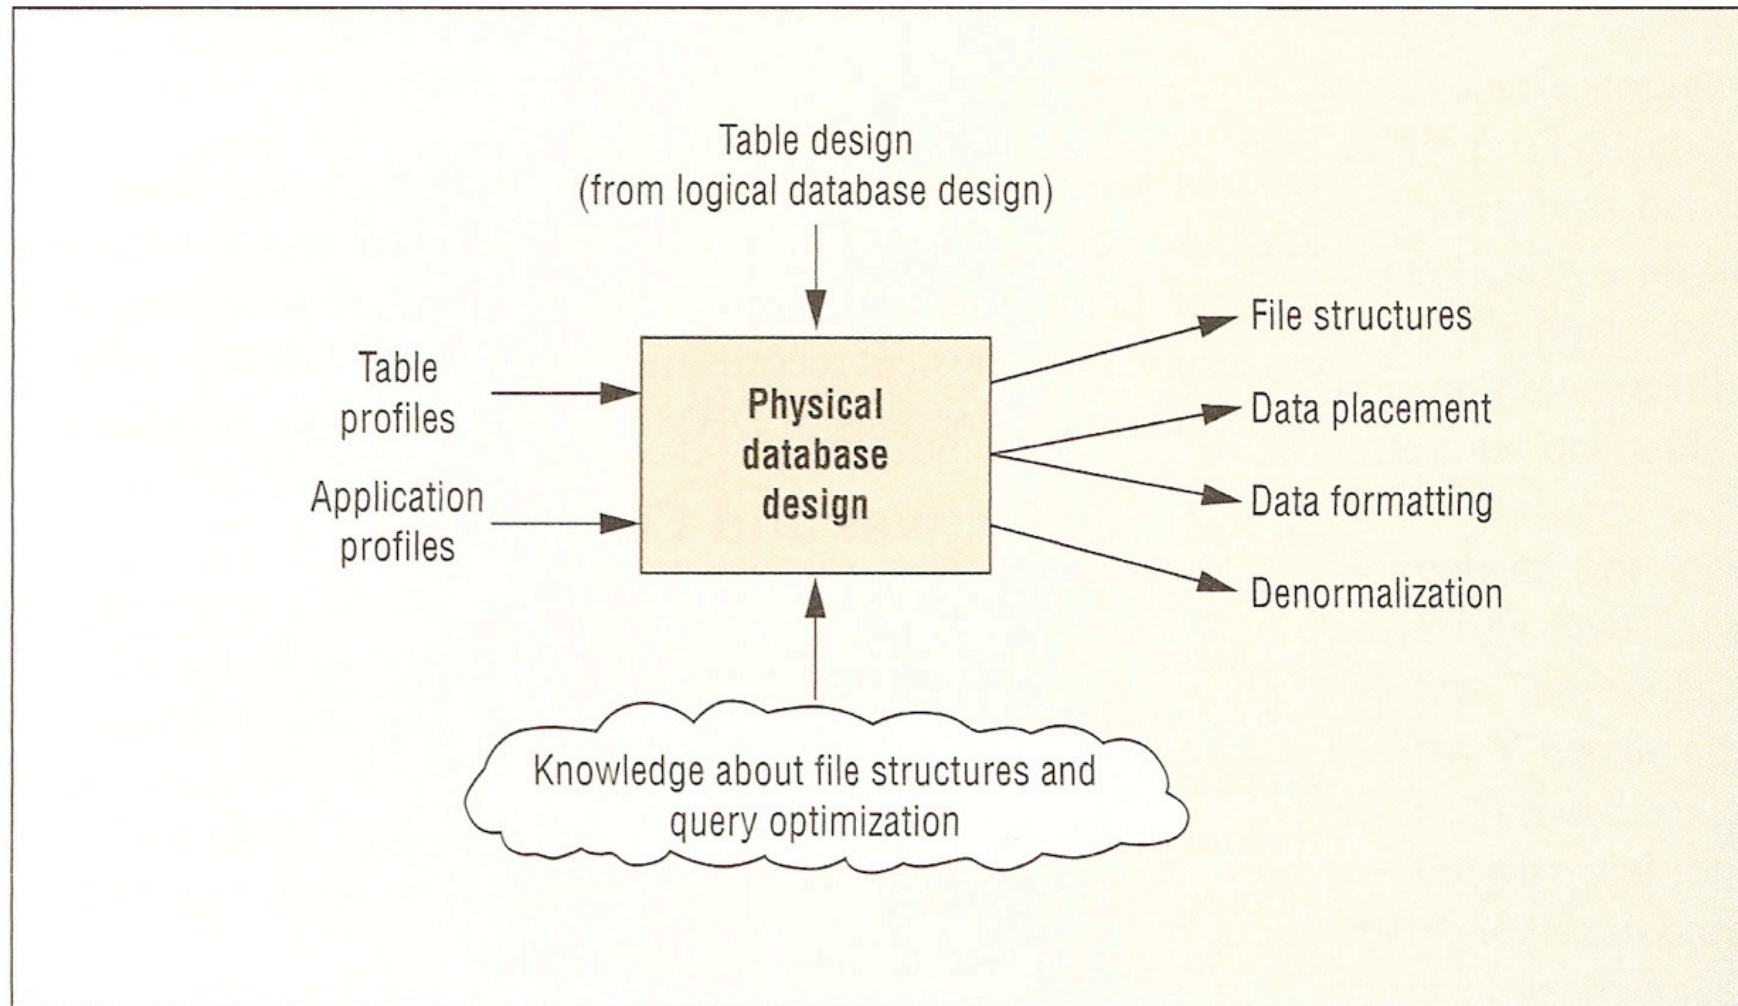 Table design
(from logical database design)
Table
profiles
Application
profiles
Physical
database
design
File structures
Data placement
Data formatting
Denormalization
Knowledge about file structures and
query optimization